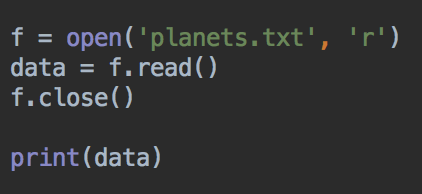 f = open('planets.txt', 'r')
data = f.read()
f.close()
print(data)